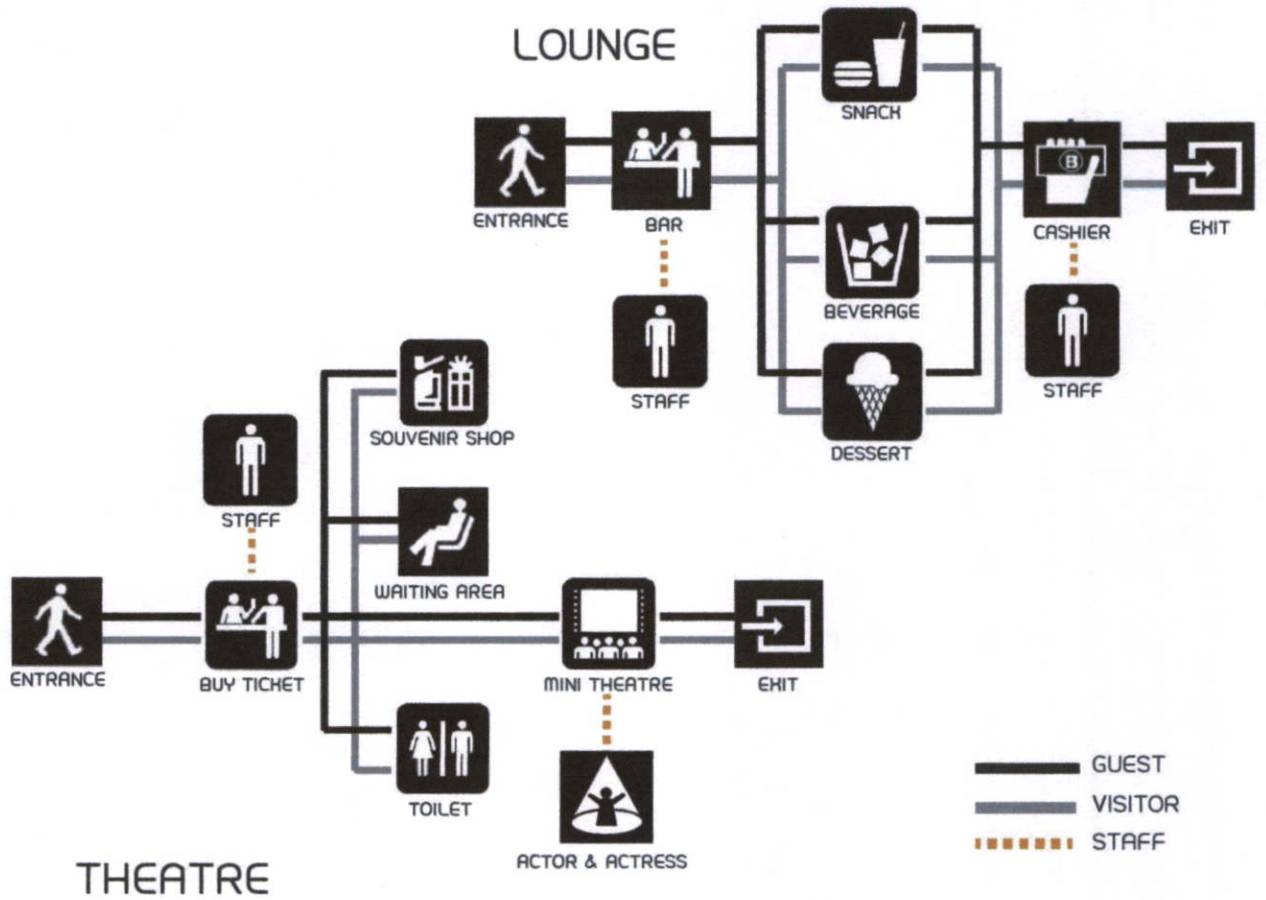 LOUNGE
SNACK
ENTRANCE
BAR
B
CASHIER
EXIT
BEVERAGE
STAFF
STAFF
DESSERT
SOUVENIR SHOP
STAFF
WAITING AREA
ENTRANCE
BUY TICKET
MINI THEATRE
EXIT
TOILET
ACTOR & ACTRESS
THEATRE
GUEST
VISITOR
STAFF